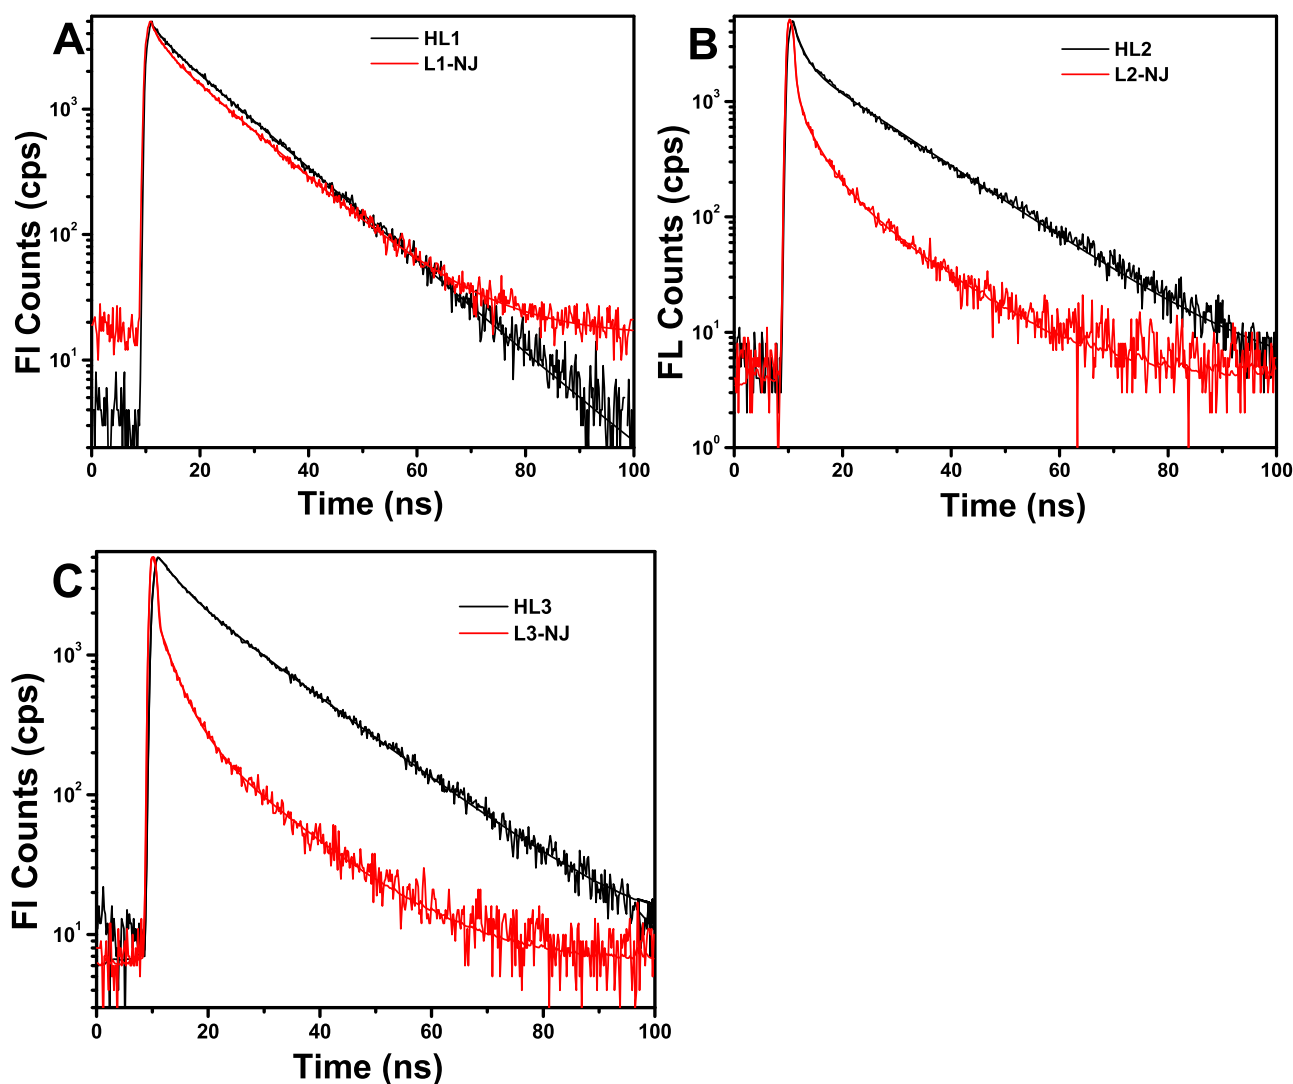 A
HL1
L1-NJ
FI Counts (cps)
10³
10²
10¹
0 20 40 60 80 100
Time (ns)
B
HL2
L2-NJ
FL Counts (cps)
10³
10²
10¹
10⁰
0 20 40 60 80 100
Time (ns)
C
HL3
L3-NJ
FI Counts (cps)
10³
10²
10¹
0 20 40 60 80 100
Time (ns)